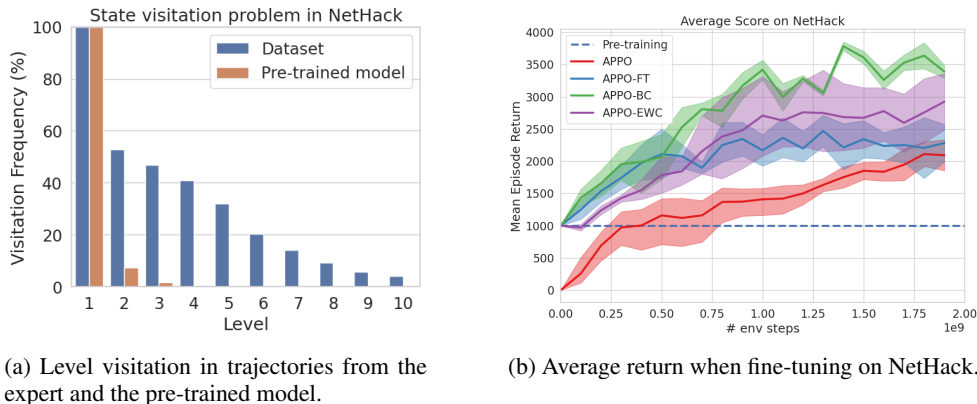 State visitation problem in NetHack
100
80
60
40
20
0
Visitation Frequency (%)
Dataset
Pre-trained model
1 2 3 4 5 6 7 8 9 10
Level
(a) Level visitation in trajectories from the
expert and the pre-trained model.
Average Score on NetHack
4000
3500
3000
2500
2000
1500
1000
500
0
Mean Episode Return
Pre-training
APPO
APPO-FT
APPO-BC
APPO-EWC
0.00 0.25 0.50 0.75 1.00 1.25 1.50 1.75 2.00
# env steps
1e9
(b) Average return when fine-tuning on NetHack.